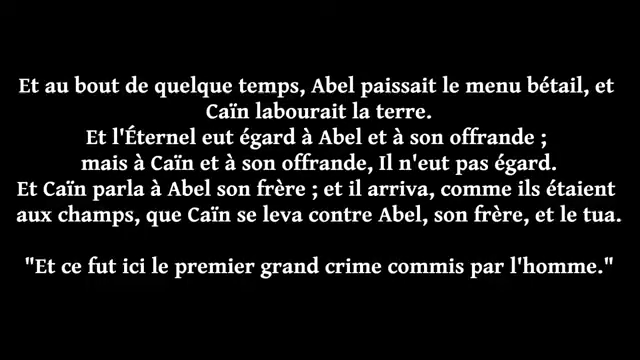 Et au bout de quelque temps, Abel paissait le menu bétail, et
Caïn labourait la terre.
Et l'Éternel eut égard à Abel et à son offrande ;
mais à Caïn et à son offrande, Il n'eut pas égard.
Et Caïn parla à Abel son frère ; et il arriva, comme ils étaient
aux champs, que Caïn se leva contre Abel, son frère, et le tua.
"Et ce fut ici le premier grand crime commis par l'homme."